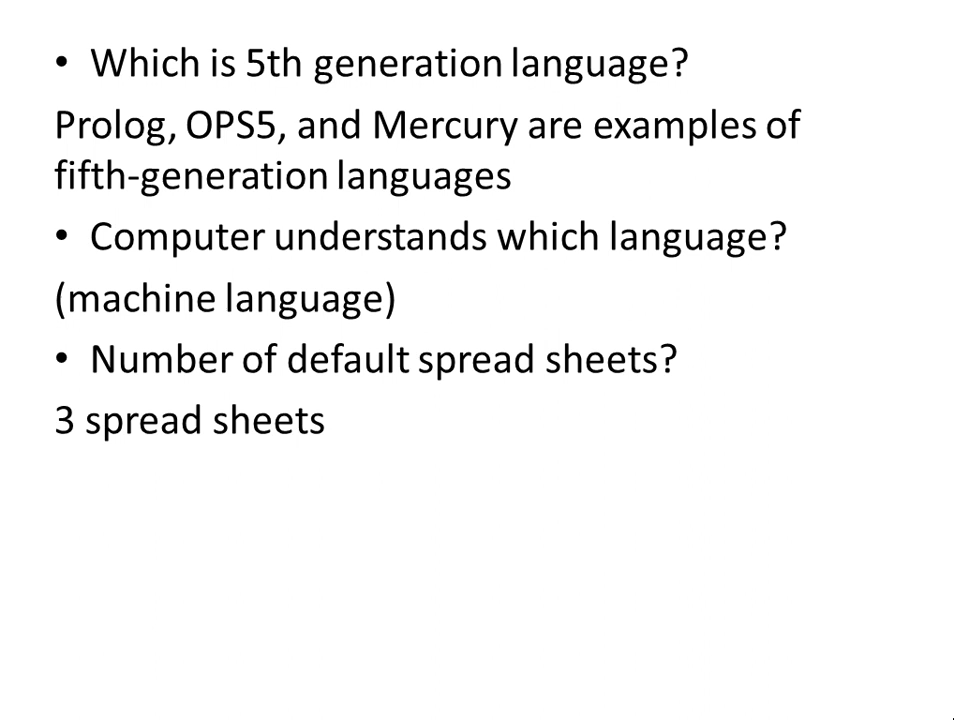 • Which is 5th generation language?
Prolog, OPS5, and Mercury are examples of
fifth-generation languages
• Computer understands which language?
(machine language)
• Number of default spread sheets?
3 spread sheets